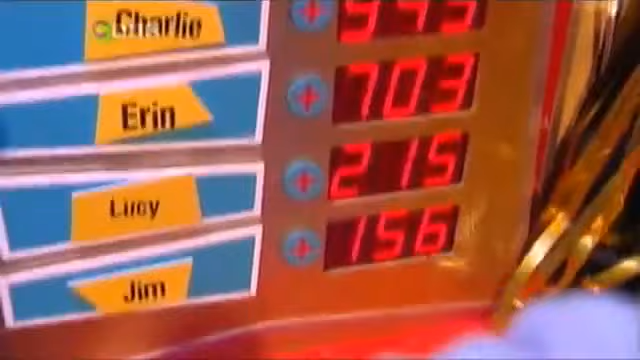 Charlie
Erin + 703
Lucy + 215
Jim + 156